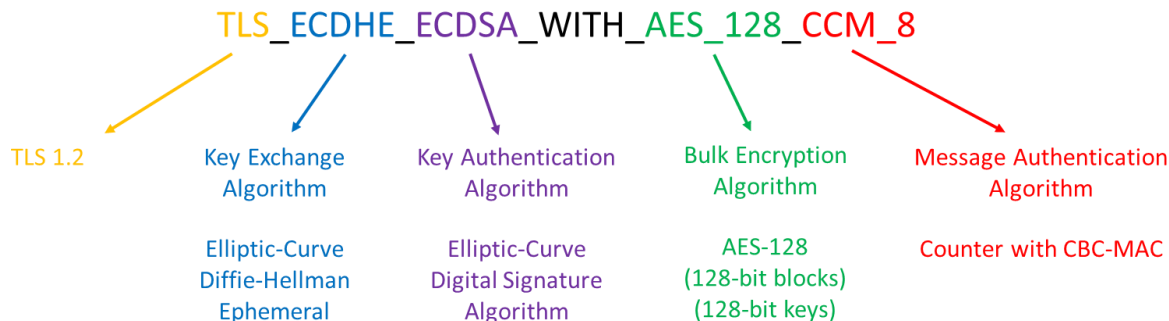 TLS_ECDHE_ECDSA_WITH_AES_128_CCM_8
TLS 1.2
Key Exchange
Algorithm
Elliptic-Curve
Diffie-Hellman
Ephemeral
Key Authentication
Algorithm
Elliptic-Curve
Digital Signature
Algorithm
Bulk Encryption
Algorithm
AES-128
(128-bit blocks)
(128-bit keys)
Message Authentication
Algorithm
Counter with CBC-MAC